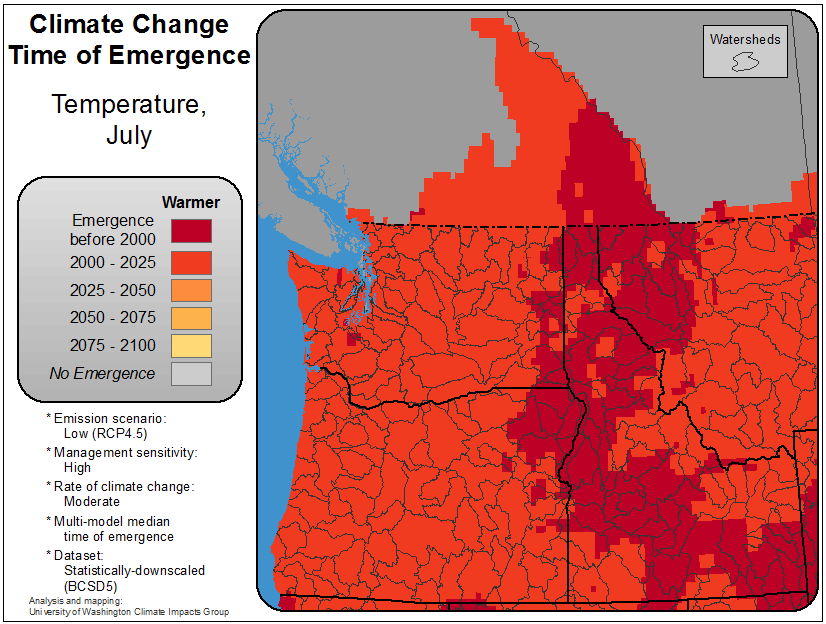 Climate Change
Time of Emergence
Temperature,
July
Warmer
Emergence
before 2000
2000 - 2025
2025 - 2050
2050 - 2075
2075 - 2100
No Emergence
* Emission scenario:
Low (RCP4.5)
* Management sensitivity:
High
* Rate of climate change:
Moderate
* Multi-model median
time of emergence
* Dataset:
Statistically-downscaled
(BCSD5)
Analysis and mapping:
University of Washington Climate Impacts Group
Watersheds